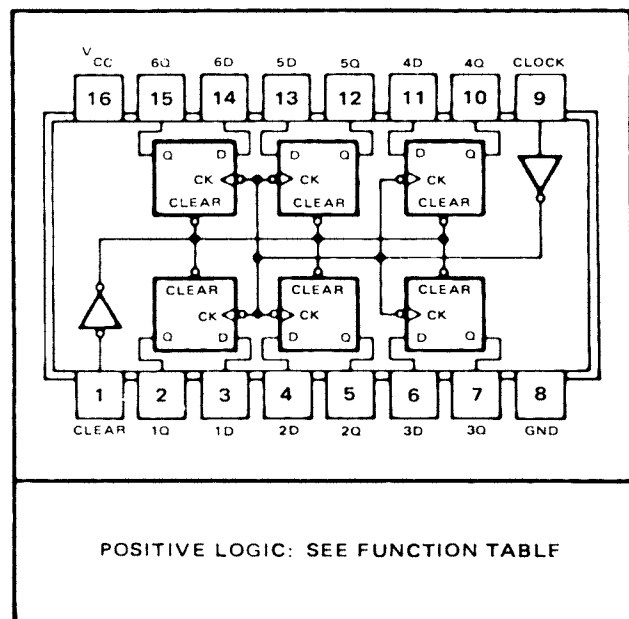 VCC 6Q 6D 5D 5Q 4D 4Q CLOCK
16 15 14 13 12 11 10 9
Q D D Q D Q
CK CK CK
CLEAR CLEAR CLEAR
CLEAR CLEAR CLEAR
CK CK CK
Q D D Q D Q
1 2 3 4 5 6 7 8
CLEAR 1Q 1D 2D 2Q 3D 3Q GND
POSITIVE LOGIC: SEE FUNCTION TABLE